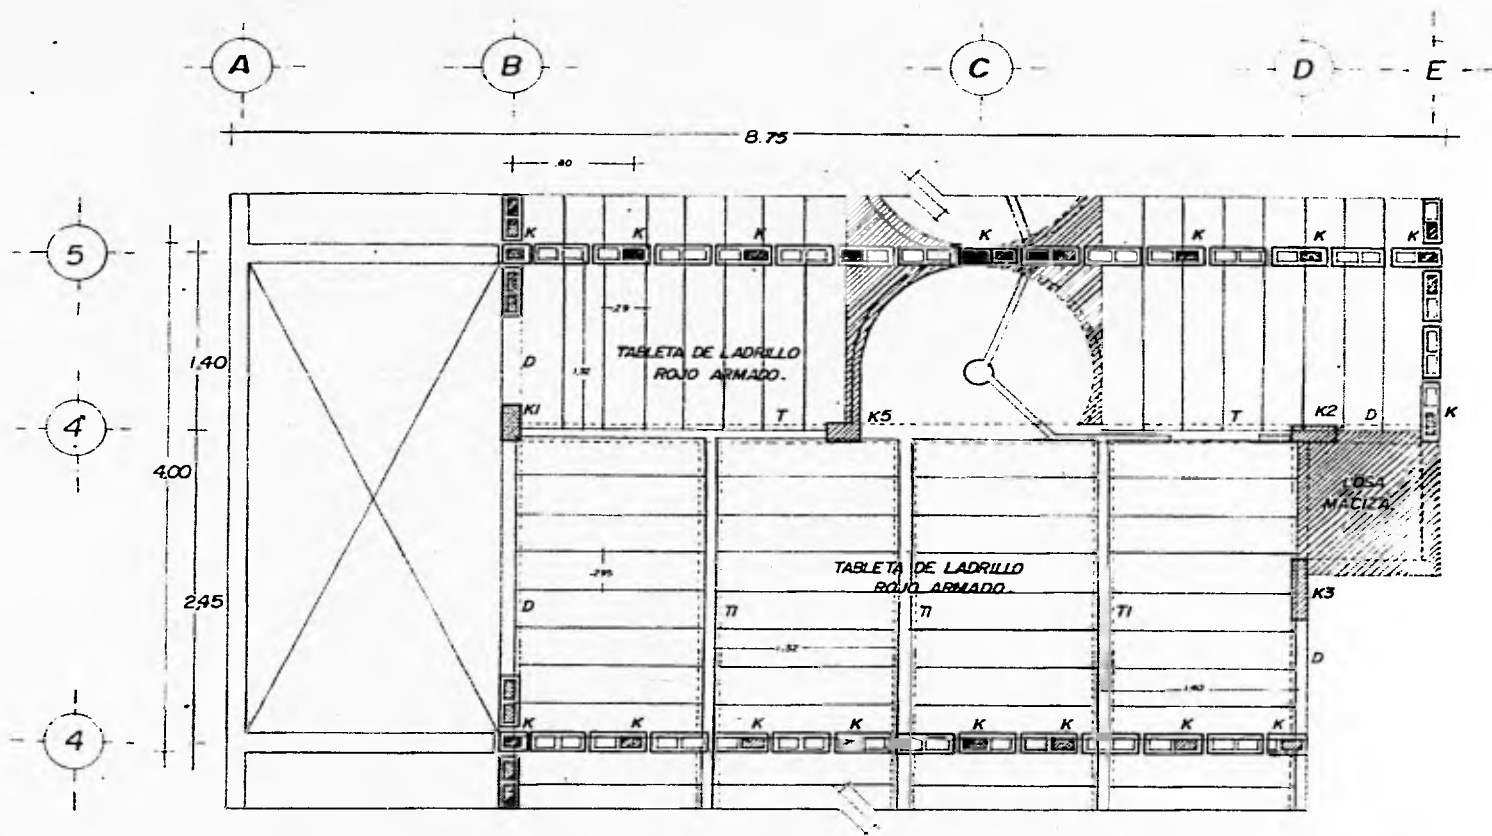 A B C D E
8.75
.80
K K K K K K K
5
.29
1.40
TABLETA DE LADRILLO
ROJO ARMADO.
D
1.32
K1 T K5 T K2 D K
4'
4.00
LOSA
MACIZA
.295
TABLETA DE LADRILLO
ROJO ARMADO.
2.45
D T1 T1 T1 K3
1.32
D
1.40
K K K K K K K K
4